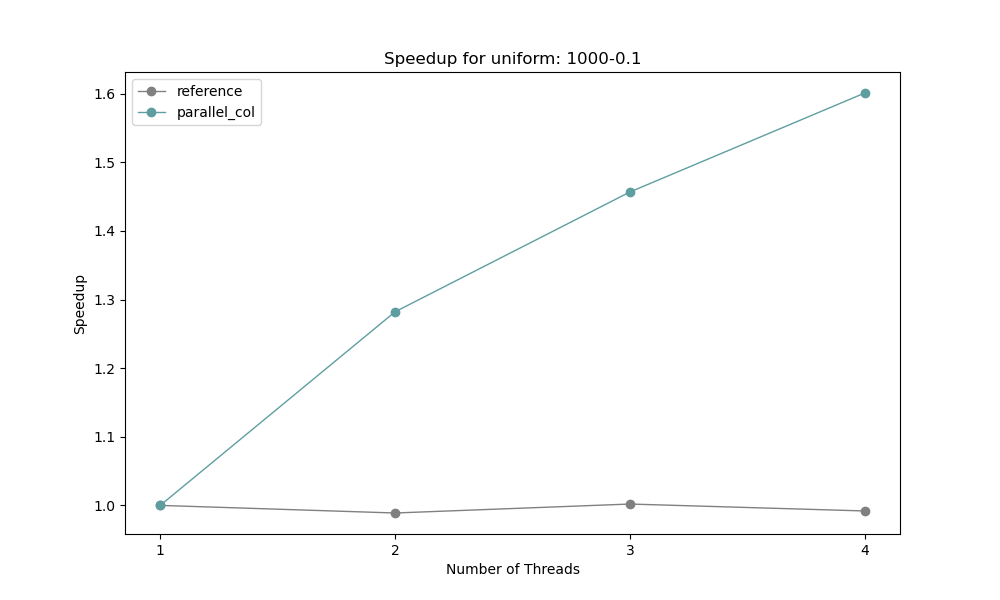 Speedup for uniform: 1000-0.1
reference
parallel_col
1.6
1.5
1.4
1.3
1.2
1.1
1.0
Speedup
1
2
3
4
Number of Threads